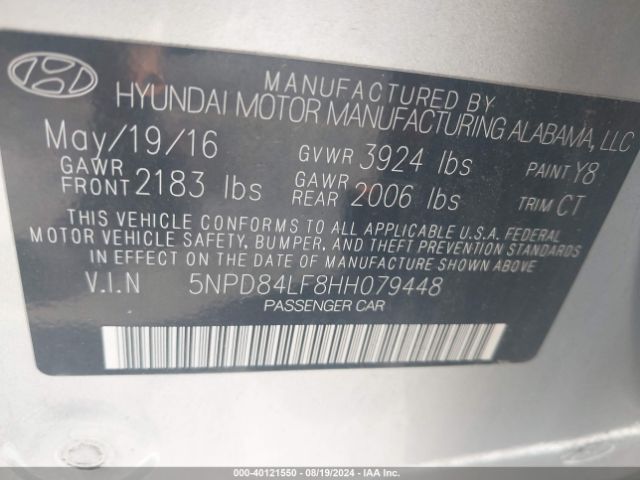 MANUFACTURED BY
HYUNDAI MOTOR MANUFACTURING ALABAMA, LLC
May/19/16 GVWR 3924 lbs PAINT Y8
GAWR FRONT 2183 lbs GAWR REAR 2006 lbs TRIM CT
THIS VEHICLE CONFORMS TO ALL APPLICABLE U.S.A. FEDERAL
MOTOR VEHICLE SAFETY, BUMPER, AND THEFT PREVENTION STANDARDS
IN EFFECT ON THE DATE OF MANUFACTURE SHOWN ABOVE.
V.I.N 5NPD84LF8HH079448
PASSENGER CAR
000-40121550 - 08/19/2024 - IAA Inc.